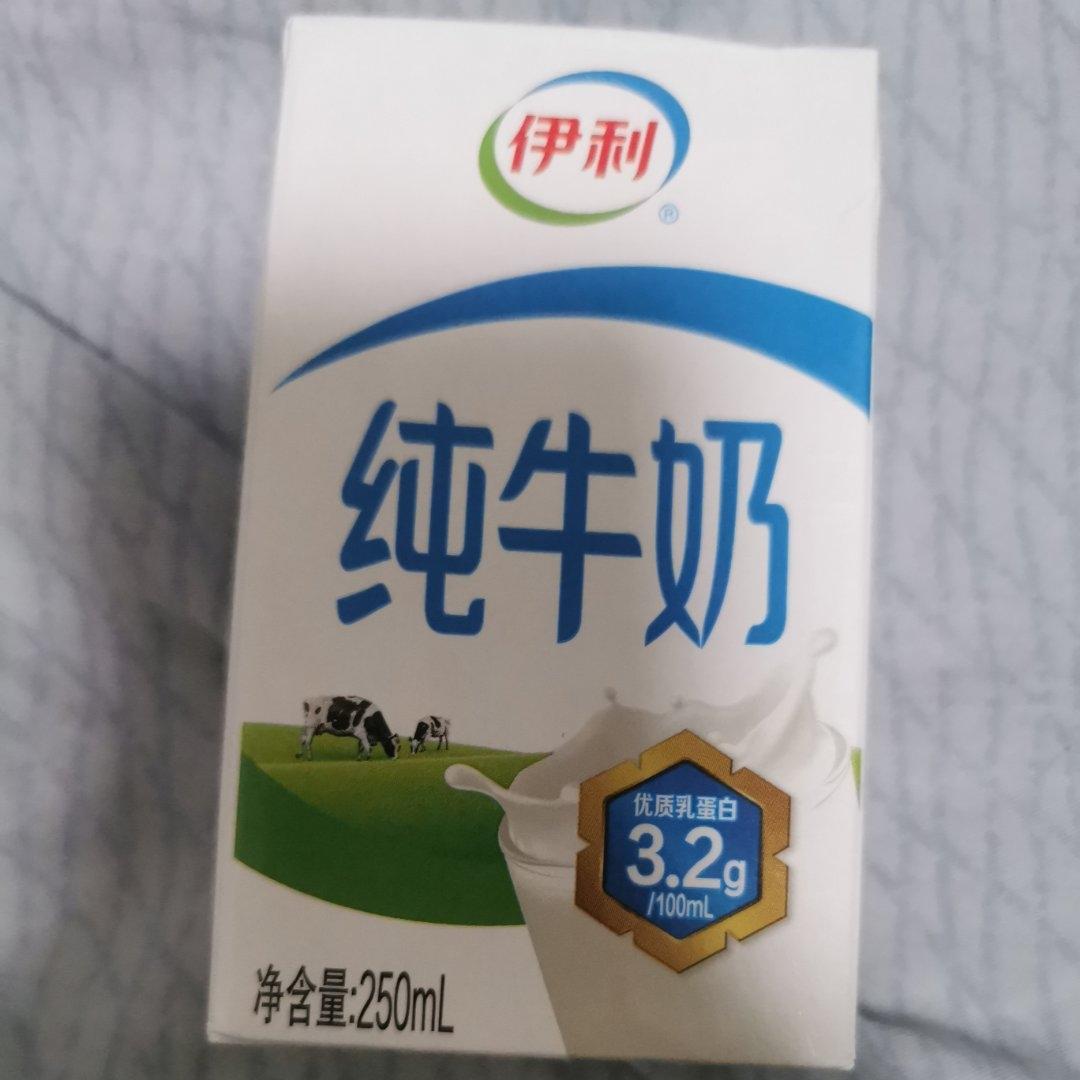 伊利
®
纯牛奶
优质乳蛋白
3.2g
/100mL
净含量:250mL